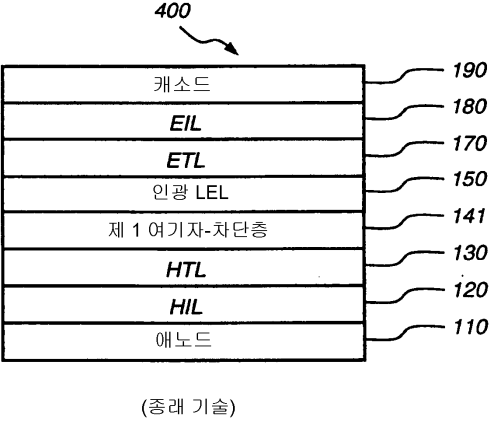 400
캐소드 190
EIL 180
ETL 170
인광 LEL 150
제 1 여기자-차단층 141
HTL 130
HIL 120
애노드 110
(종래 기술)